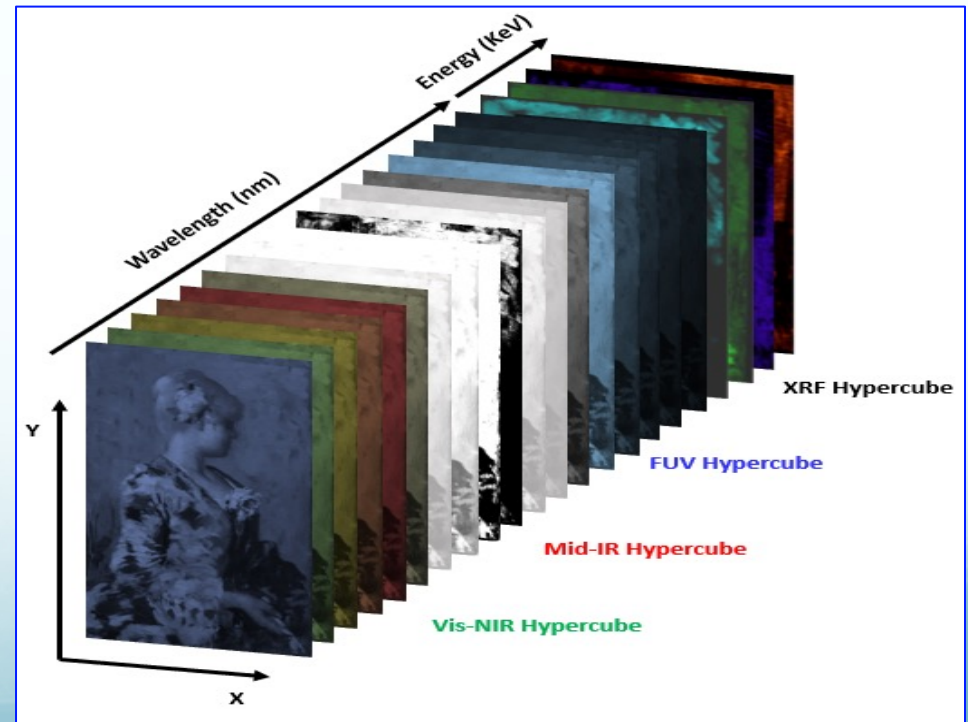 Energy (KeV)
Wavelength (nm)
XRF Hypercube
Y
FUV Hypercube
Mid-IR Hypercube
Vis-NIR Hypercube
X